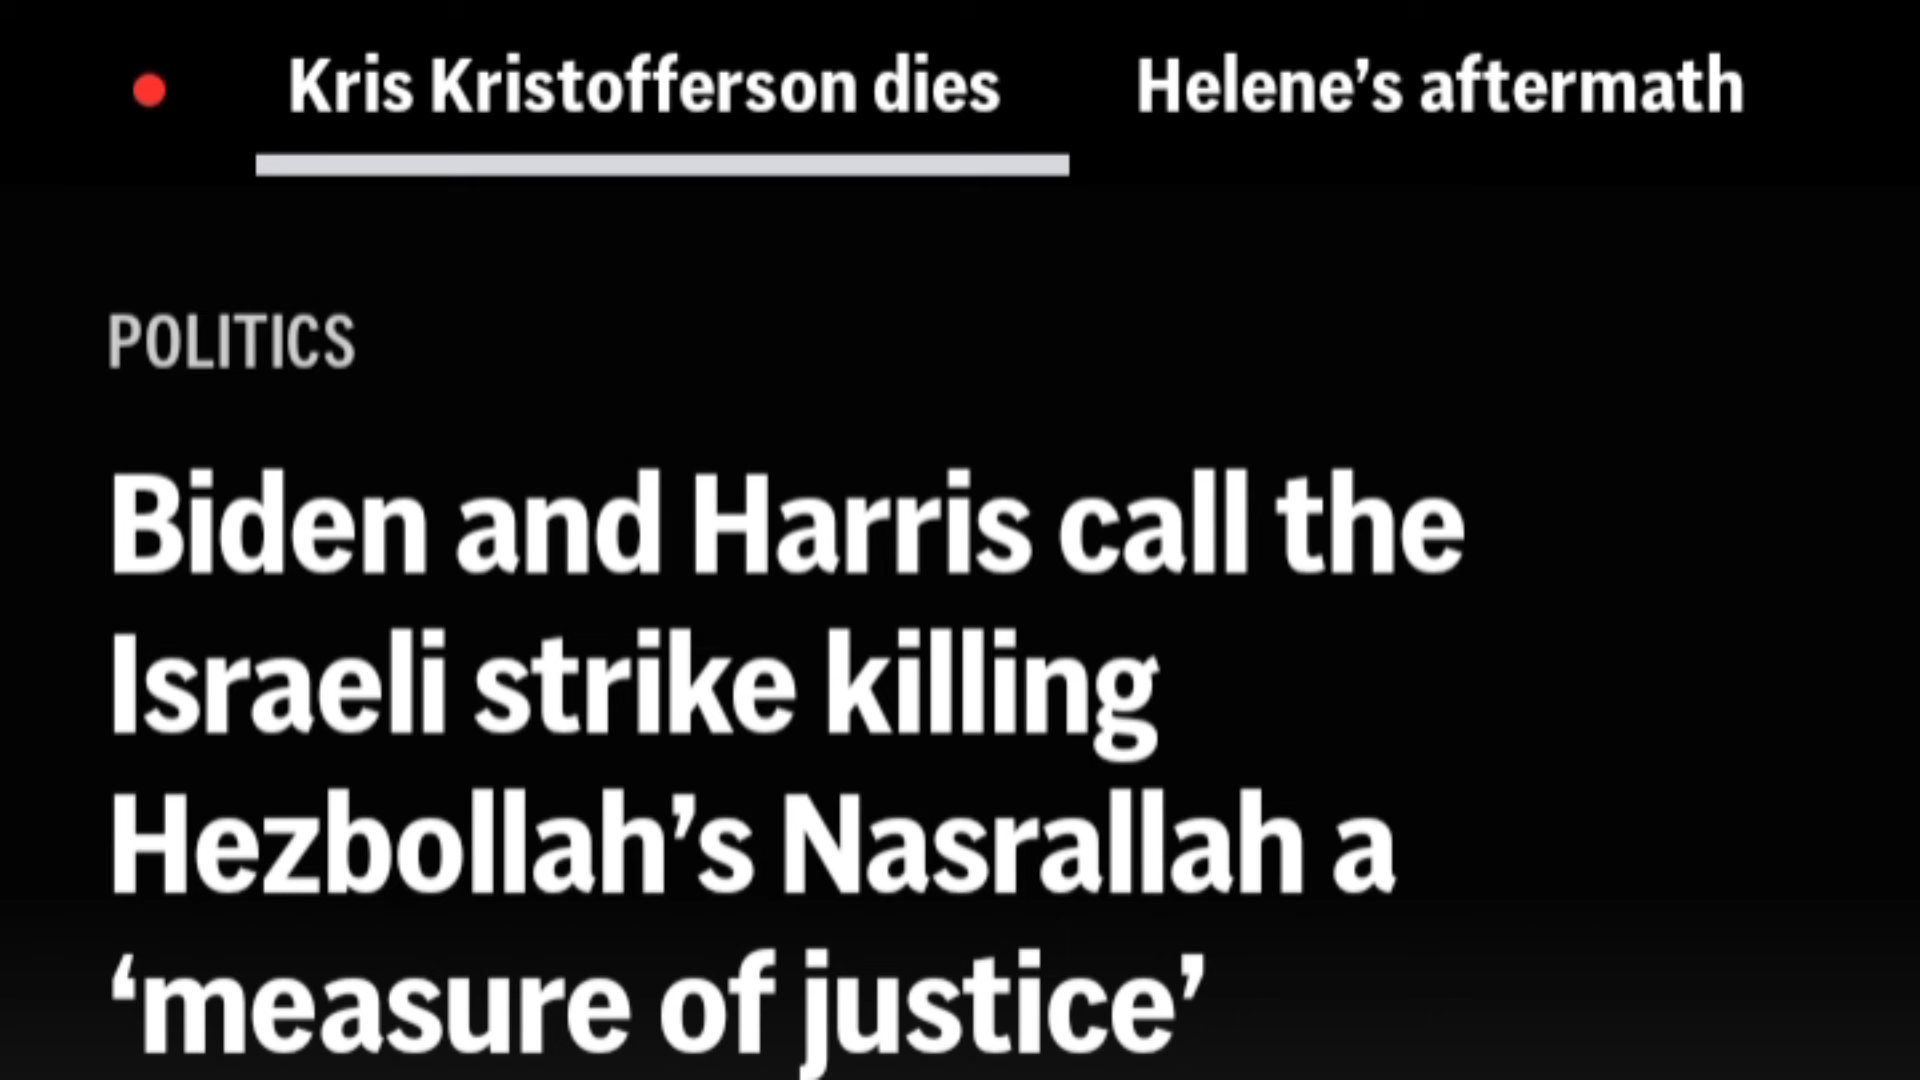 Kris Kristofferson dies Helene’s aftermath
POLITICS
Biden and Harris call the
Israeli strike killing
Hezbollah’s Nasrallah a
‘measure of justice’